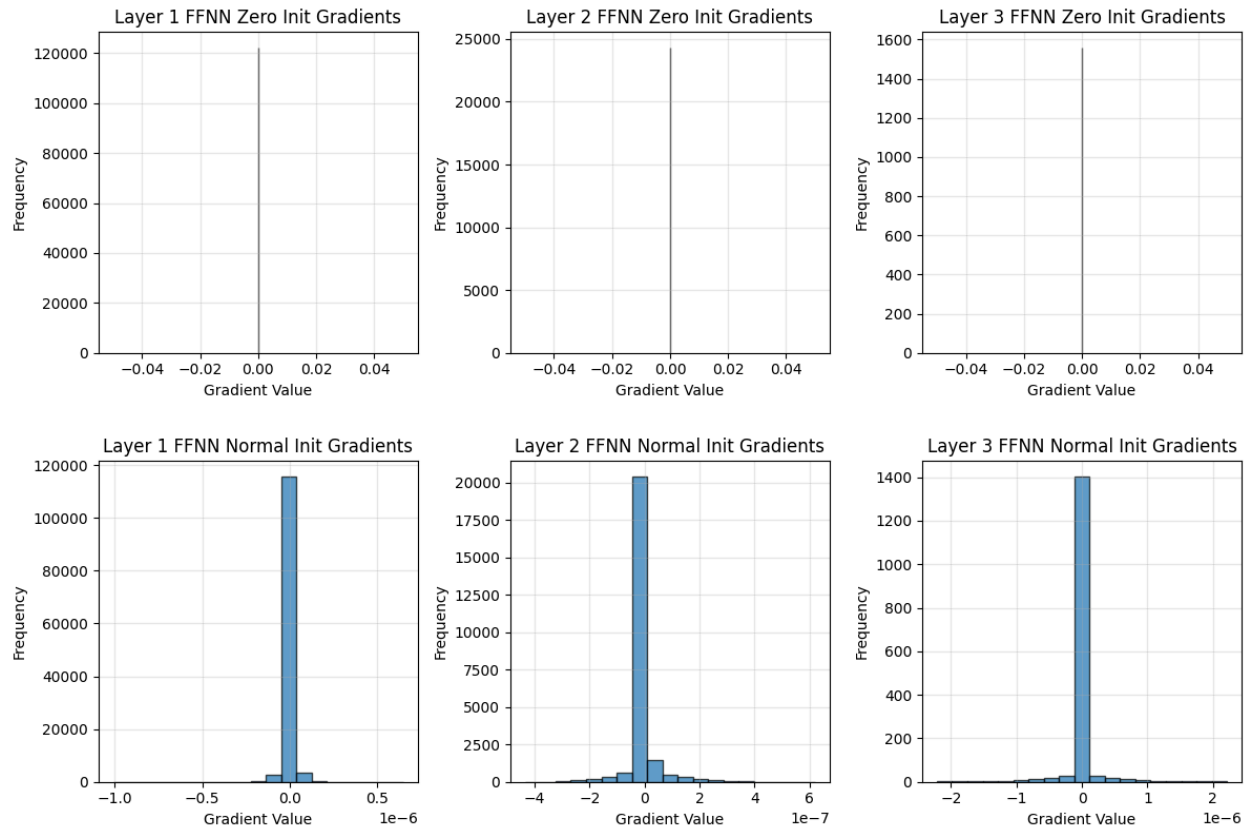 Layer 1 FFNN Zero Init Gradients
Frequency
120000
100000
80000
60000
40000
20000
0
−0.04 −0.02 0.00 0.02 0.04
Gradient Value
Layer 2 FFNN Zero Init Gradients
Frequency
25000
20000
15000
10000
5000
0
−0.04 −0.02 0.00 0.02 0.04
Gradient Value
Layer 3 FFNN Zero Init Gradients
Frequency
1600
1400
1200
1000
800
600
400
200
0
−0.04 −0.02 0.00 0.02 0.04
Gradient Value
Layer 1 FFNN Normal Init Gradients
Frequency
120000
100000
80000
60000
40000
20000
0
−1.0 −0.5 0.0 0.5
1e−6
Gradient Value
Layer 2 FFNN Normal Init Gradients
Frequency
20000
17500
15000
12500
10000
7500
5000
2500
0
−4 −2 0 2 4 6
1e−7
Gradient Value
Layer 3 FFNN Normal Init Gradients
Frequency
1400
1200
1000
800
600
400
200
0
−2 −1 0 1 2
1e−6
Gradient Value